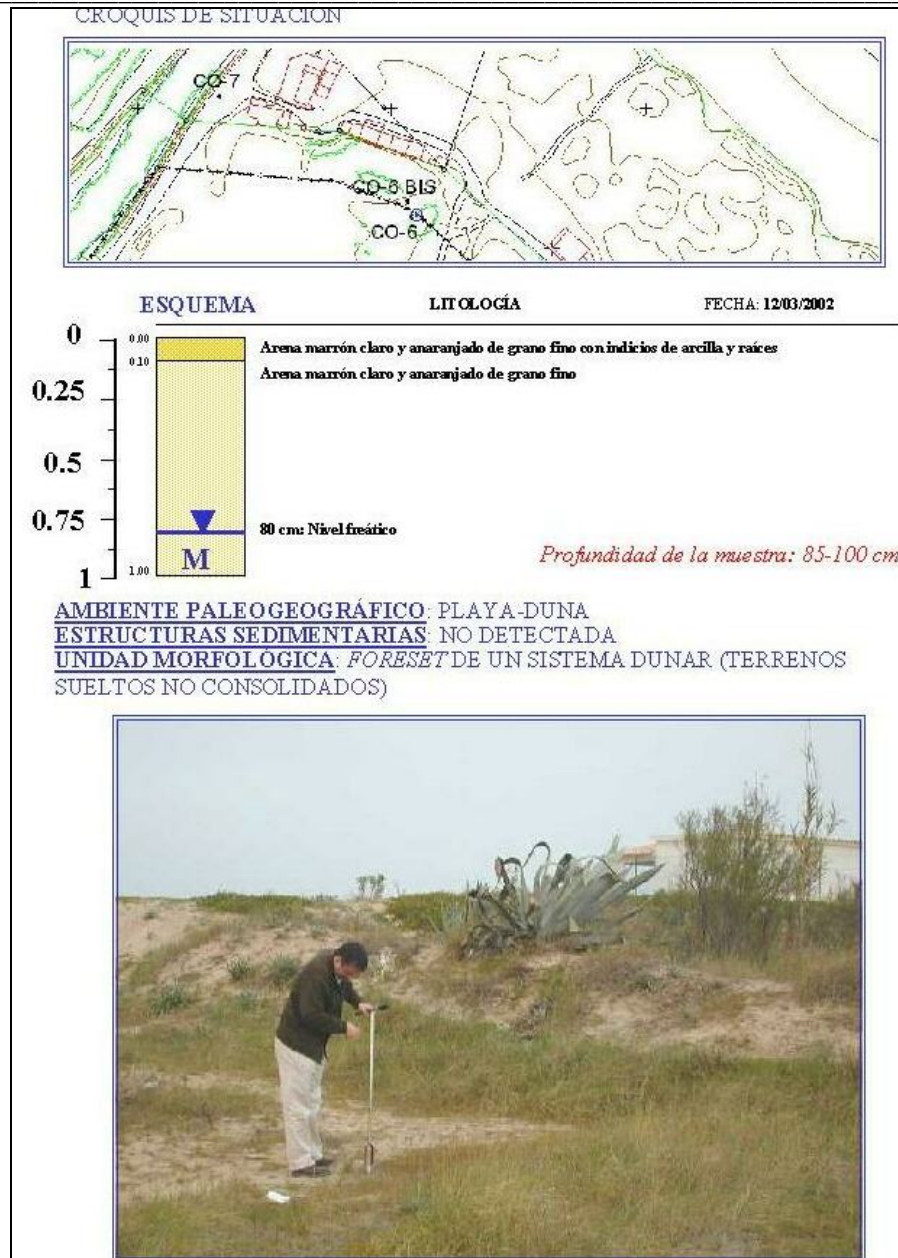 CROQUIS DE SITUACIÓN
CO-7
CO-6 BIS
CO-6
ESQUEMA LITOLOGÍA FECHA: 12/03/2002
0
0.00
Arena marrón claro y anaranjado de grano fino con indicios de arcilla y raíces
0.10
Arena marrón claro y anaranjado de grano fino
0.25
0.5
0.75
80 cm: Nivel freático
M
Profundidad de la muestra: 85-100 cm
1.00
1
AMBIENTE PALEOGEOGRÁFICO: PLAYA-DUNA
ESTRUCTURAS SEDIMENTARIAS: NO DETECTADA
UNIDAD MORFOLÓGICA: FORESET DE UN SISTEMA DUNAR (TERRENOS
SUELTOS NO CONSOLIDADOS)